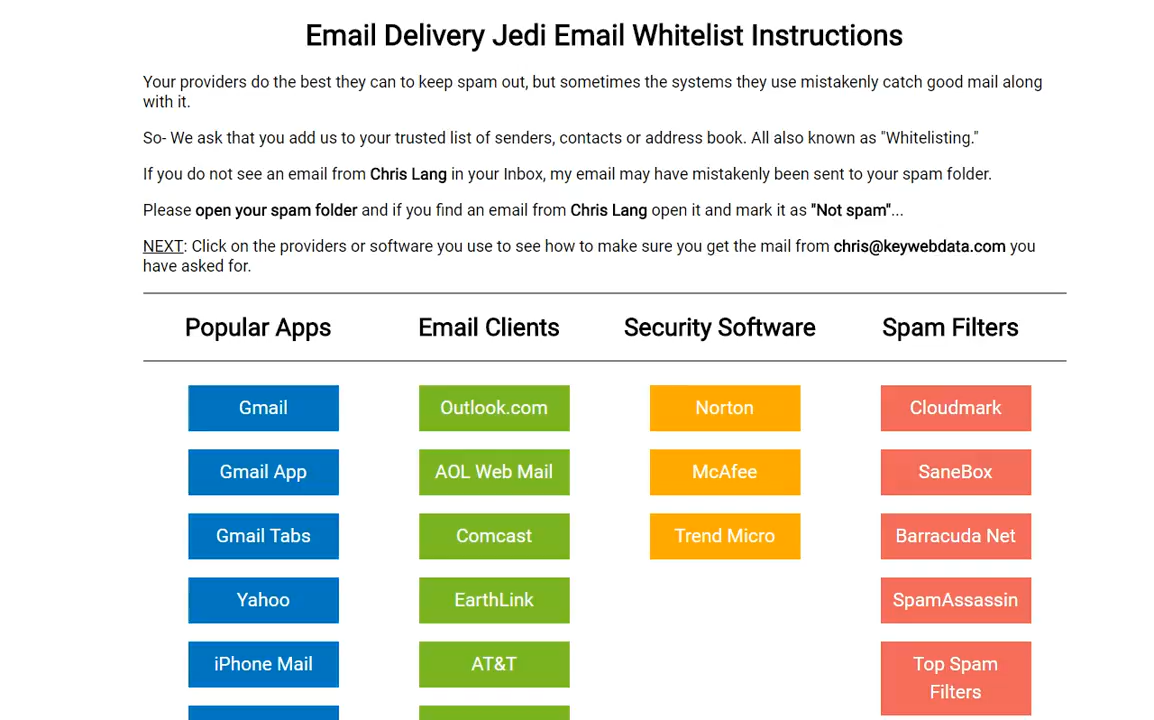 Email Delivery Jedi Email Whitelist Instructions
Your providers do the best they can to keep spam out, but sometimes the systems they use mistakenly catch good mail along
with it.
So- We ask that you add us to your trusted list of senders, contacts or address book. All also known as "Whitelisting."
If you do not see an email from Chris Lang in your Inbox, my email may have mistakenly been sent to your spam folder.
Please open your spam folder and if you find an email from Chris Lang open it and mark it as "Not spam"...
NEXT: Click on the providers or software you use to see how to make sure you get the mail from chris@keywebdata.com you
have asked for.
Popular Apps Email Clients Security Software Spam Filters
Gmail Outlook.com Norton Cloudmark
Gmail App AOL Web Mail McAfee SaneBox
Gmail Tabs Comcast Trend Micro Barracuda Net
Yahoo EarthLink SpamAssassin
iPhone Mail AT&T Top Spam
Filters